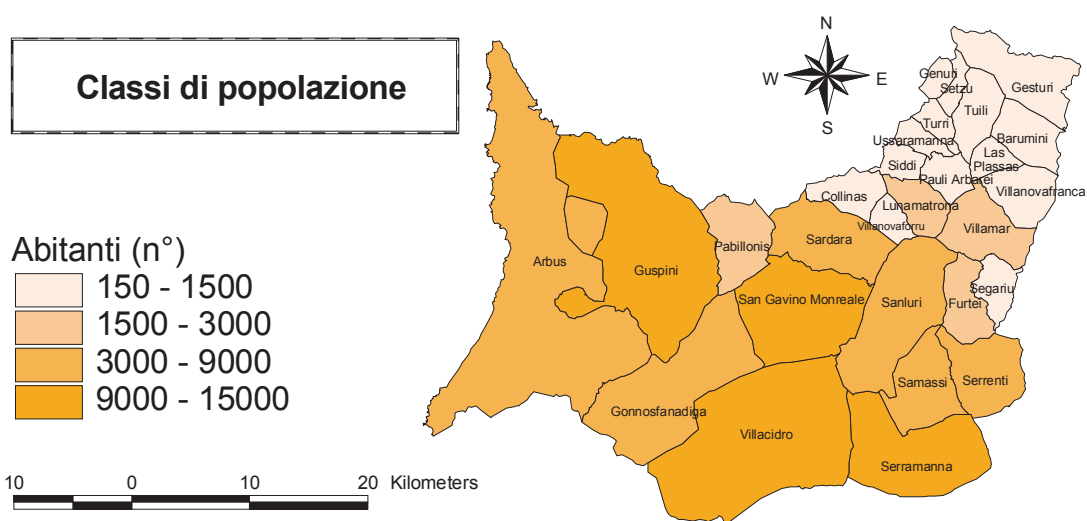 Classi di popolazione
N
W E
S
Abitanti (n°)
150 - 1500
1500 - 3000
3000 - 9000
9000 - 15000
10 0 10 20 Kilometers
Genuri
Setzu
Gesturi
Tuili
Turri
Ussaramanna
Barumini
Las
Plassas
Siddi
Pauli Arbarei
Villanovafranca
Collinas
Lunamatrona
Villanovaforru
Villamar
Pabillonis
Sardara
Arbus
Guspini
San Gavino Monreale
Sanluri
Furtei
Segariu
Samassi
Serrenti
Gonnosfanadiga
Villacidro
Serramanna